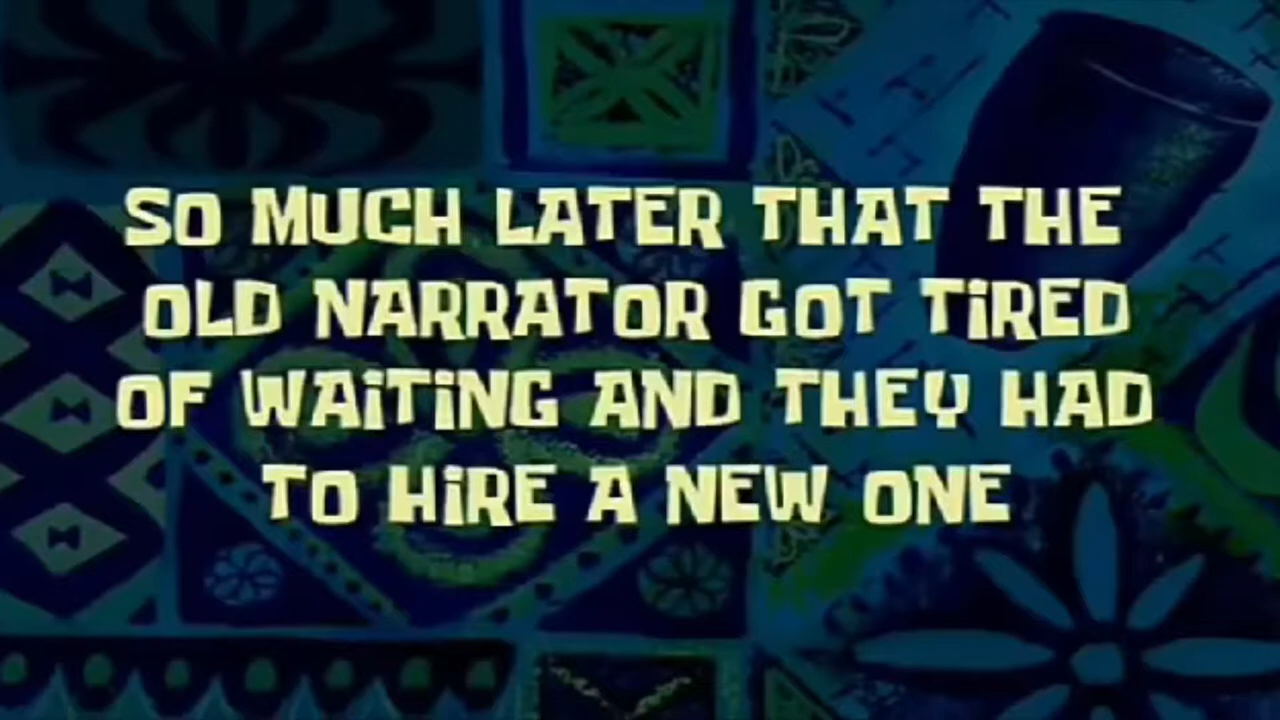 SO MUCH LATER THAT THE
OLD NARRATOR GOT TiRED
OF WAiTiNG AND THEY HAD
TO HiRE A NEW ONE